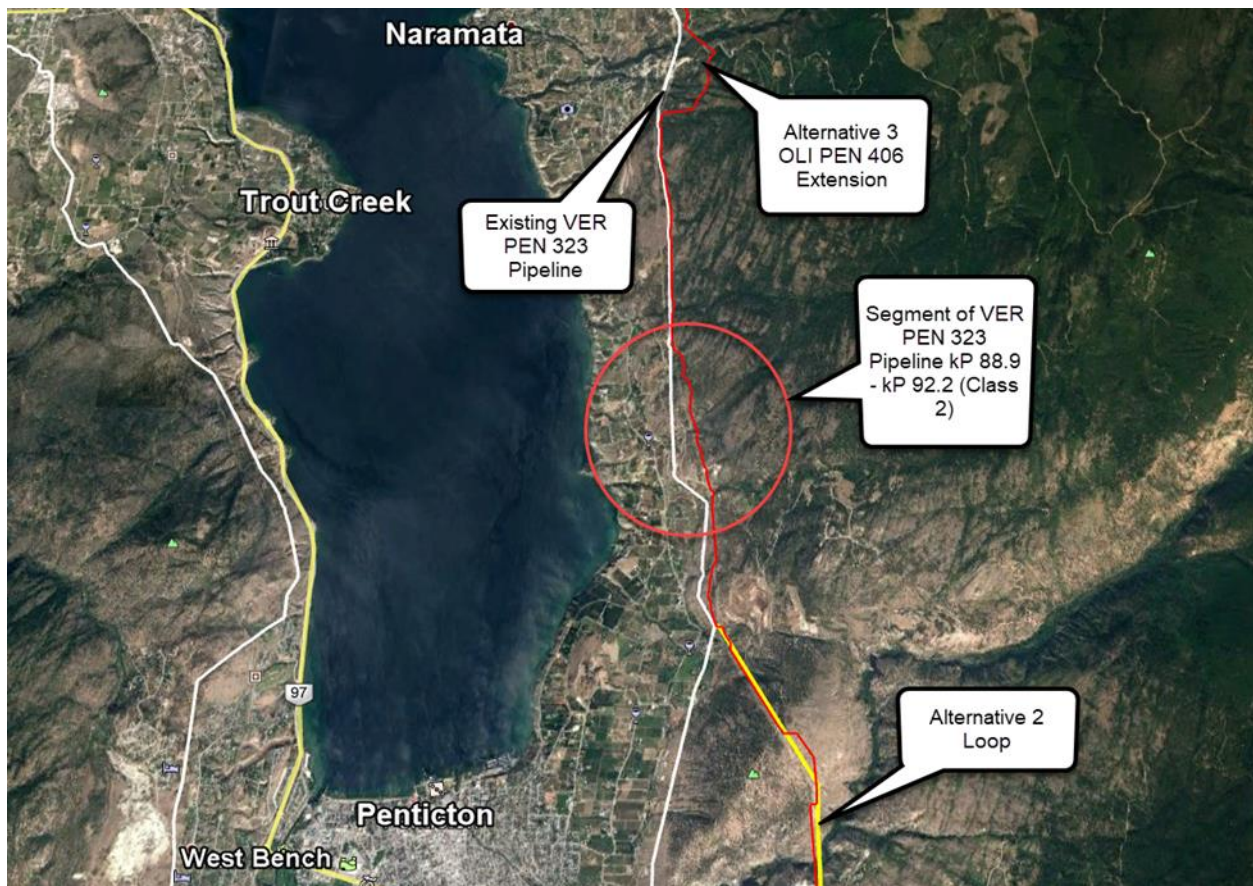 Naramata
Alternative 3
OLI PEN 406
Extension
Trout Creek
Existing VER
PEN 323
Pipeline
Segment of VER
PEN 323
Pipeline kP 88.9
- kP 92.2 (Class
2)
97
Alternative 2
Loop
Penticton
West Bench